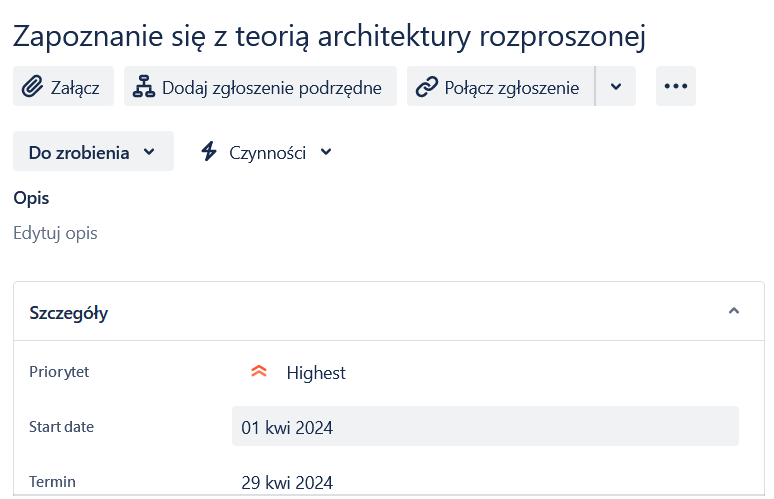 Zapoznanie się z teorią architektury rozproszonej
Załącz Dodaj zgłoszenie podrzędne Połącz zgłoszenie
Do zrobienia Czynności
Opis
Edytuj opis
Szczegóły
Priorytet Highest
Start date 01 kwi 2024
Termin 29 kwi 2024